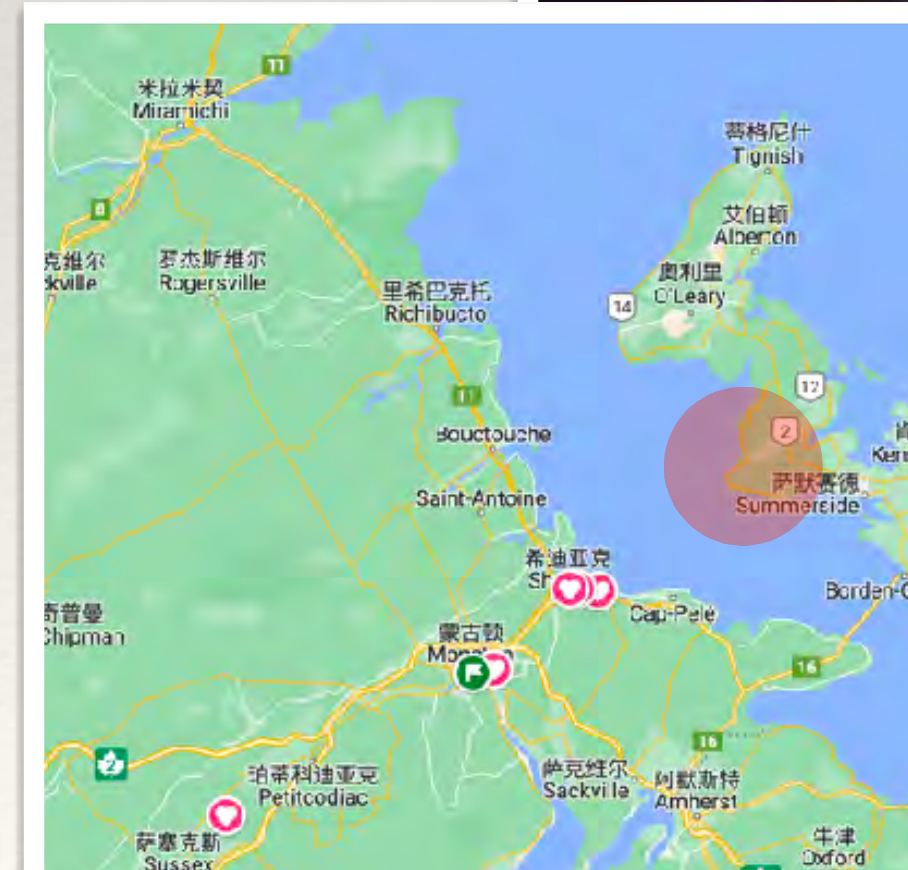 11
米拉米契
Miramichi
蒂格尼什
Tignish
8
艾伯顿
Alberton
克维尔
kville
罗杰斯维尔
Rogersville
奥利里
O'Leary
里希巴克托
Richibucto
14
11
12
2
Bouctouche
Ken
萨默赛德
Summerside
Saint-Antoine
希迪亚克
Sh
Borden-C
Cap-Pelé
奇普曼
Chipman
蒙古顿
Moncton
16
16
2
泊蒂科迪亚克
Petitcodiac
萨克维尔
Sackville
阿默斯特
Amherst
萨塞克斯
Sussex
牛津
Oxford